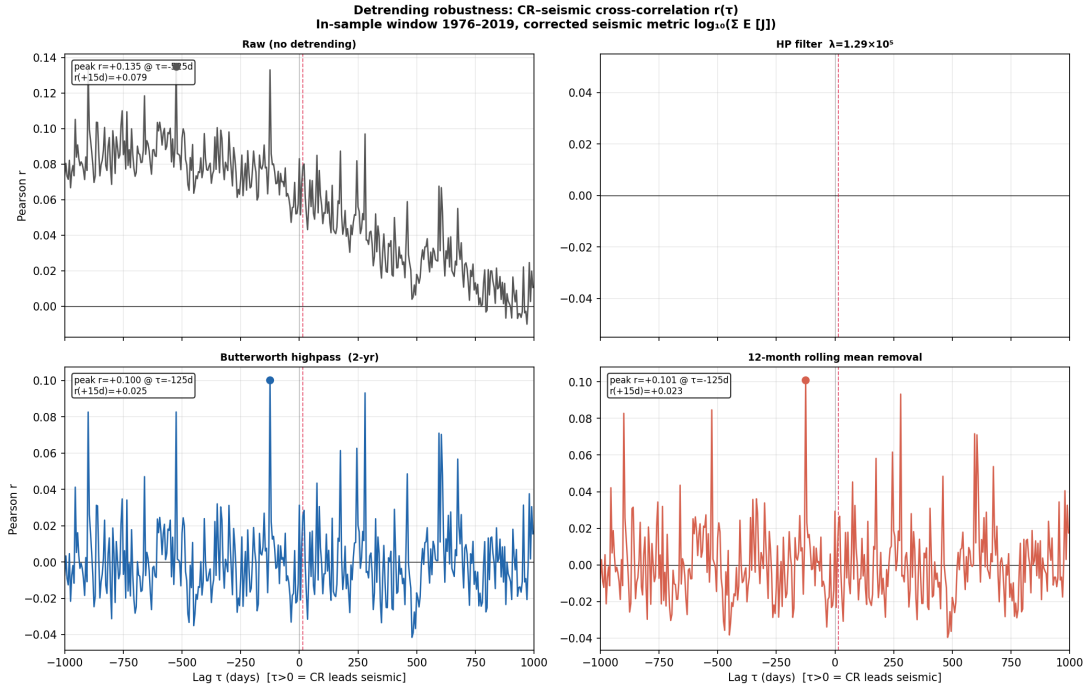 Detrending robustness: CR–seismic cross-correlation r(τ)
In-sample window 1976–2019, corrected seismic metric log₁₀(Σ E [J])
Raw (no detrending)
peak r=+0.135 @ τ=-525d
r(+15d)=+0.079
Pearson r
0.14
0.12
0.10
0.08
0.06
0.04
0.02
0.00
HP filter λ=1.29×10⁵
0.04
0.02
0.00
−0.02
−0.04
Butterworth highpass (2-yr)
peak r=+0.100 @ τ=-125d
r(+15d)=+0.025
Pearson r
0.10
0.08
0.06
0.04
0.02
0.00
−0.02
−0.04
−1000 −750 −500 −250 0 250 500 750 1000
Lag τ (days) [τ>0 = CR leads seismic]
12-month rolling mean removal
peak r=+0.101 @ τ=-125d
r(+15d)=+0.023
0.10
0.08
0.06
0.04
0.02
0.00
−0.02
−0.04
−1000 −750 −500 −250 0 250 500 750 1000
Lag τ (days) [τ>0 = CR leads seismic]